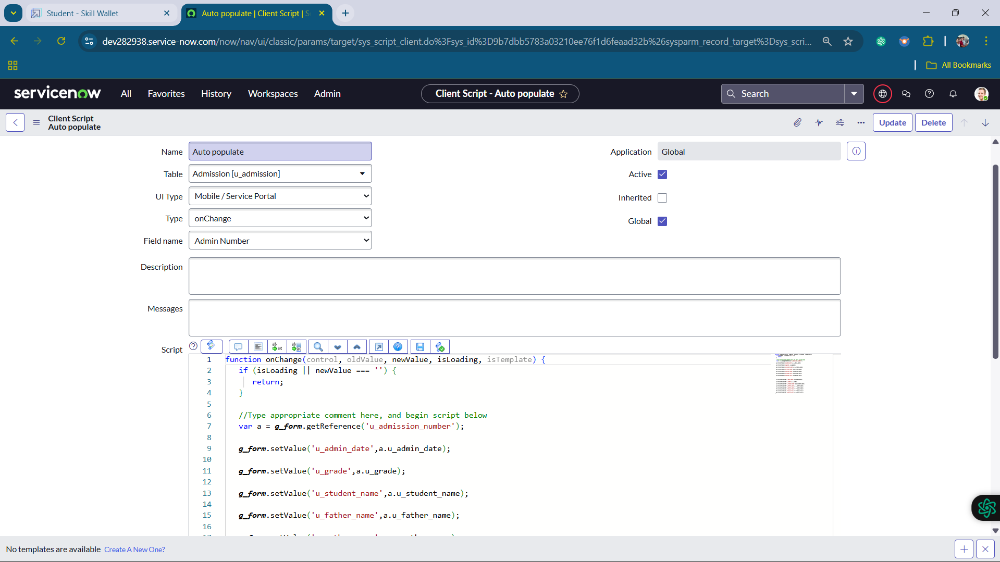 Student - Skill Wallet
Auto populate | Client Script | S
dev282938.service-now.com/now/nav/ui/classic/params/target/sys_script_client.do%3Fsys_id%3D9b7dbb5783a03210ee76f1d6feaad32b%26sysparm_record_target%3Dsys_scri...
All Bookmarks
servicenow
All
Favorites
History
Workspaces
Admin
Client Script - Auto populate
Search
Client Script
Auto populate
Update
Delete
Name
Auto populate
Application
Global
Table
Admission [u_admission]
Active
UI Type
Mobile / Service Portal
Inherited
Type
onChange
Global
Field name
Admin Number
Description
Messages
Script
1 function onChange(control, oldValue, newValue, isLoading, isTemplate) {
2 if (isLoading || newValue === '') {
3 return;
4 }
5
6 //Type appropriate comment here, and begin script below
7 var a = g_form.getReference('u_admission_number');
8
9 g_form.setValue('u_admin_date',a.u_admin_date);
10
11 g_form.setValue('u_grade',a.u_grade);
12
13 g_form.setValue('u_student_name',a.u_student_name);
14
15 g_form.setValue('u_father_name',a.u_father_name);
16
No templates are available Create A New One?